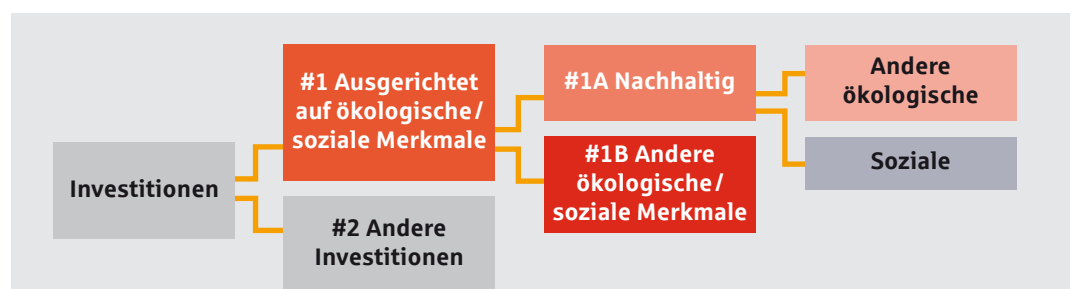 Investitionen
#1 Ausgerichtet
auf ökologische/
soziale Merkmale
#2 Andere
Investitionen
#1A Nachhaltig
#1B Andere
ökologische/
soziale Merkmale
Andere
ökologische
Soziale